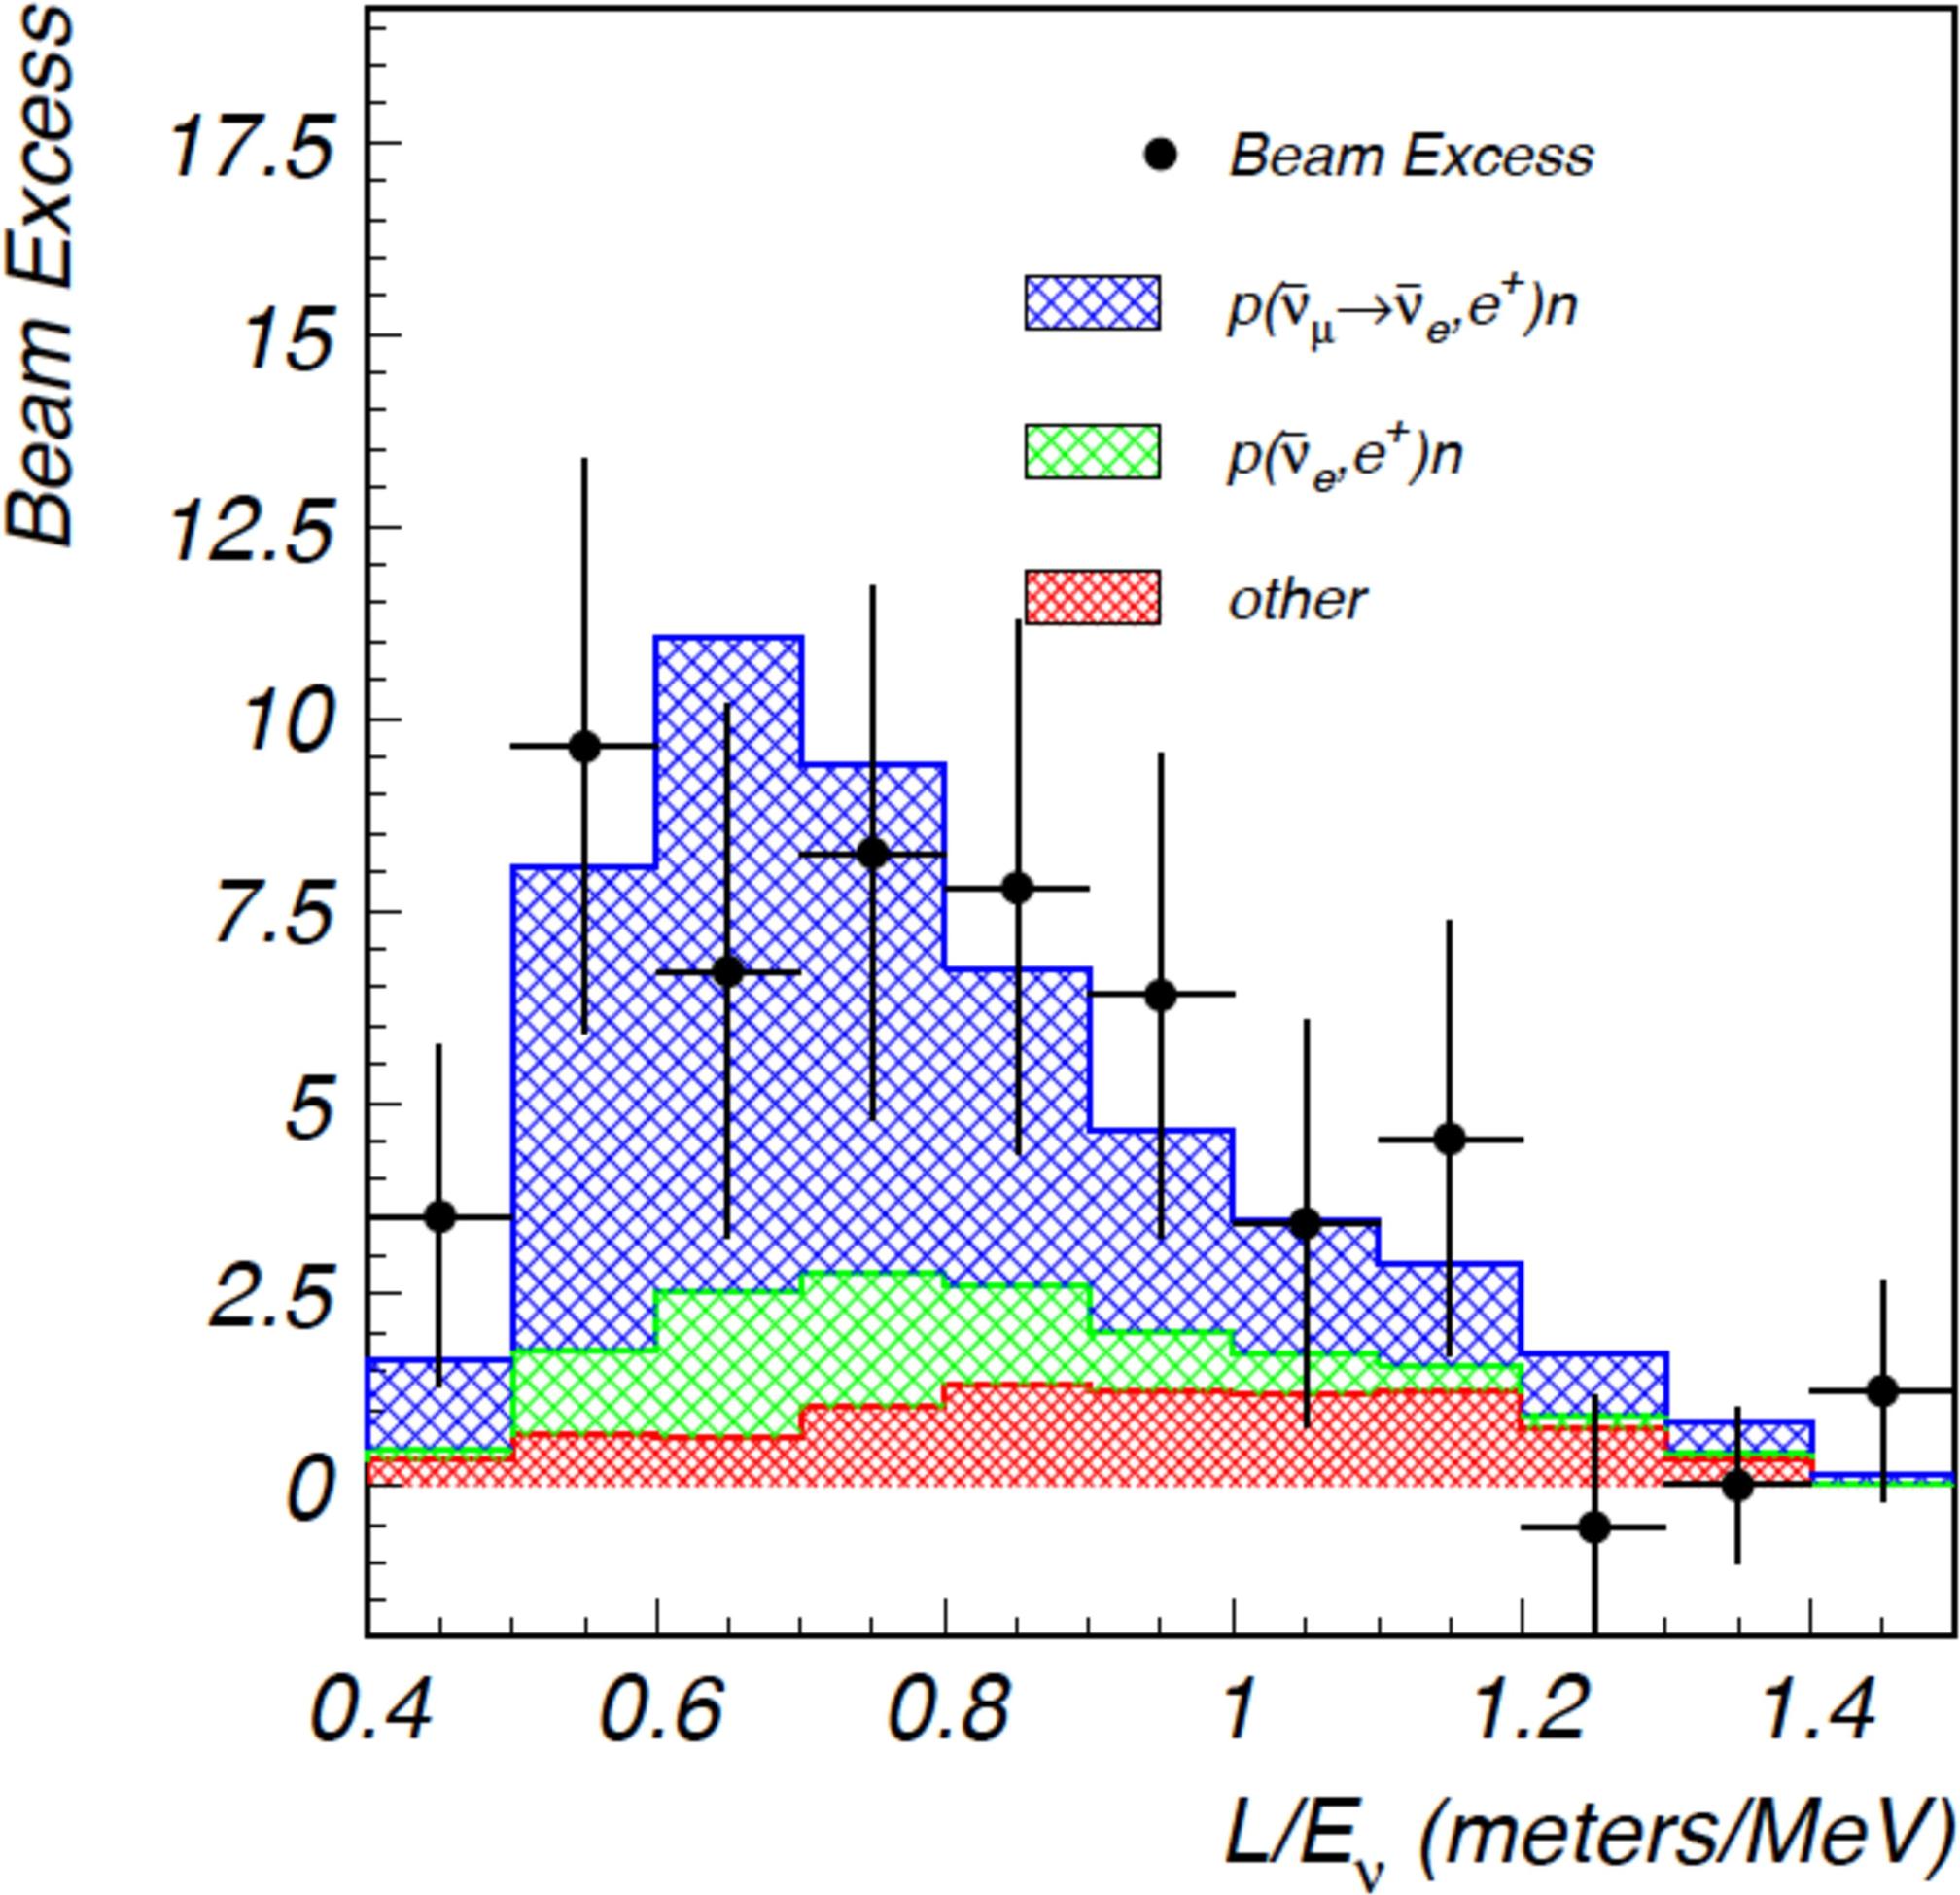 Beam Excess
17.5
15
12.5
10
7.5
5
2.5
0
Beam Excess
p(ν̄μ→ν̄e,e⁺)n
p(ν̄e,e⁺)n
other
0.4 0.6 0.8 1 1.2 1.4
L/Eν (meters/MeV)